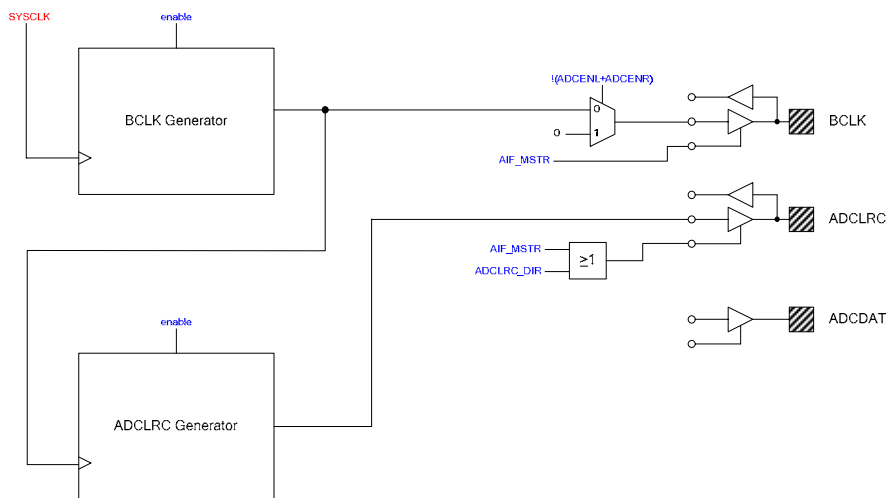 SYSCLK
enable
!(ADCENL+ADCENR)
BCLK Generator
0
0
1
BCLK
AIF_MSTR
ADCLRC
AIF_MSTR
≥1
ADCLRC_DIR
enable
ADCDAT
ADCLRC Generator